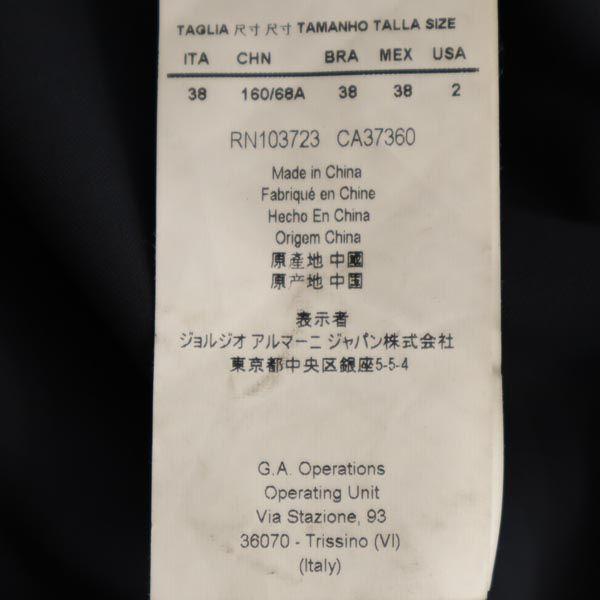 TAGLIA 尺寸 尺寸 TAMANHO TALLA SIZE
ITA CHN BRA MEX USA
38 160/68A 38 38 2
RN103723 CA37360
Made in China
Fabriqué en Chine
Hecho En China
Origem China
原產地 中國
原产地 中国
表示者
ジョルジオ アルマーニ ジャパン株式会社
東京都中央区銀座5-5-4
G.A. Operations
Operating Unit
Via Stazione, 93
36070 - Trissino (VI)
(Italy)